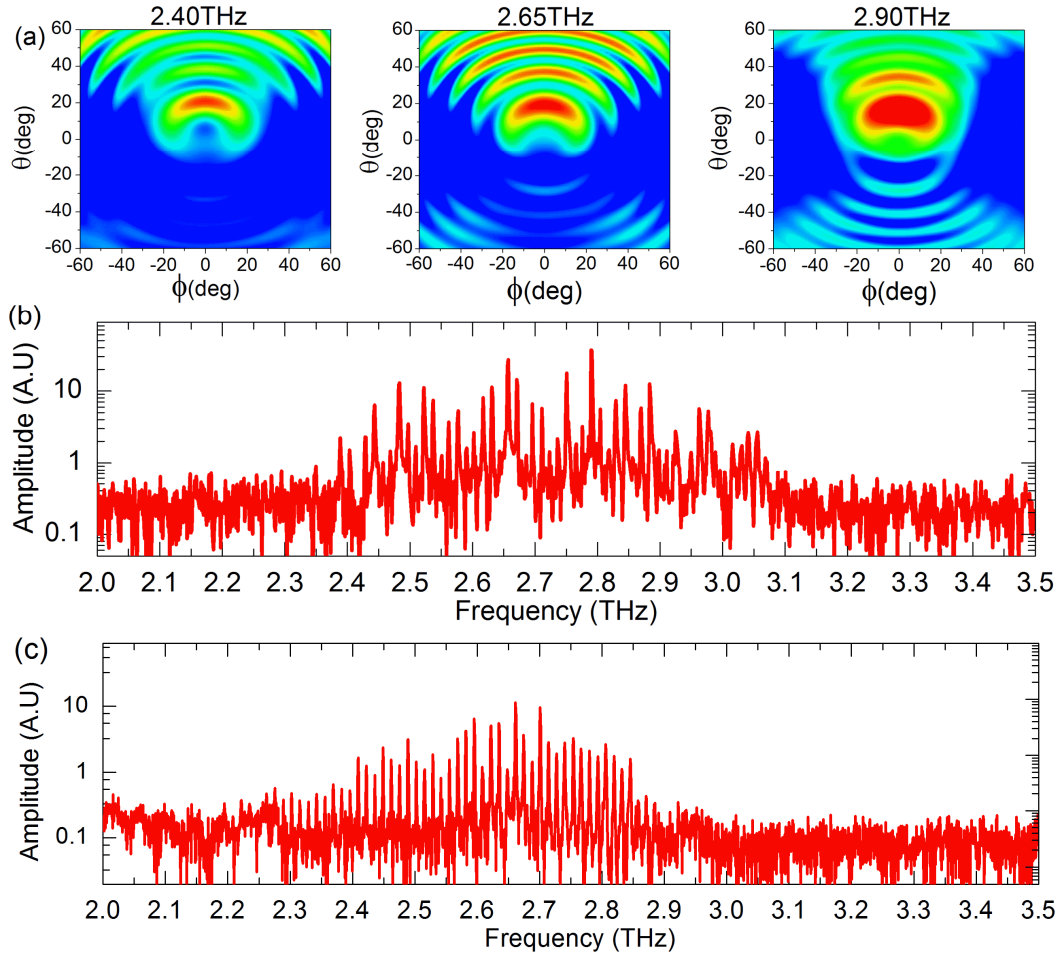 2.40THz 2.65THz 2.90THz
(a)
60 60 60
40 40 40
20 20 20
0 0 0
-20 -20 -20
-40 -40 -40
-60 -60 -60
θ(deg) θ(deg) θ(deg)
-60 -40 -20 0 20 40 60 -60 -40 -20 0 20 40 60 -60 -40 -20 0 20 40 60
ϕ(deg) ϕ(deg) ϕ(deg)
(b)
Amplitude (A.U)
10
1
0.1
2.0 2.1 2.2 2.3 2.4 2.5 2.6 2.7 2.8 2.9 3.0 3.1 3.2 3.3 3.4 3.5
Frequency (THz)
(c)
Amplitude (A.U)
10
1
0.1
2.0 2.1 2.2 2.3 2.4 2.5 2.6 2.7 2.8 2.9 3.0 3.1 3.2 3.3 3.4 3.5
Frequency (THz)